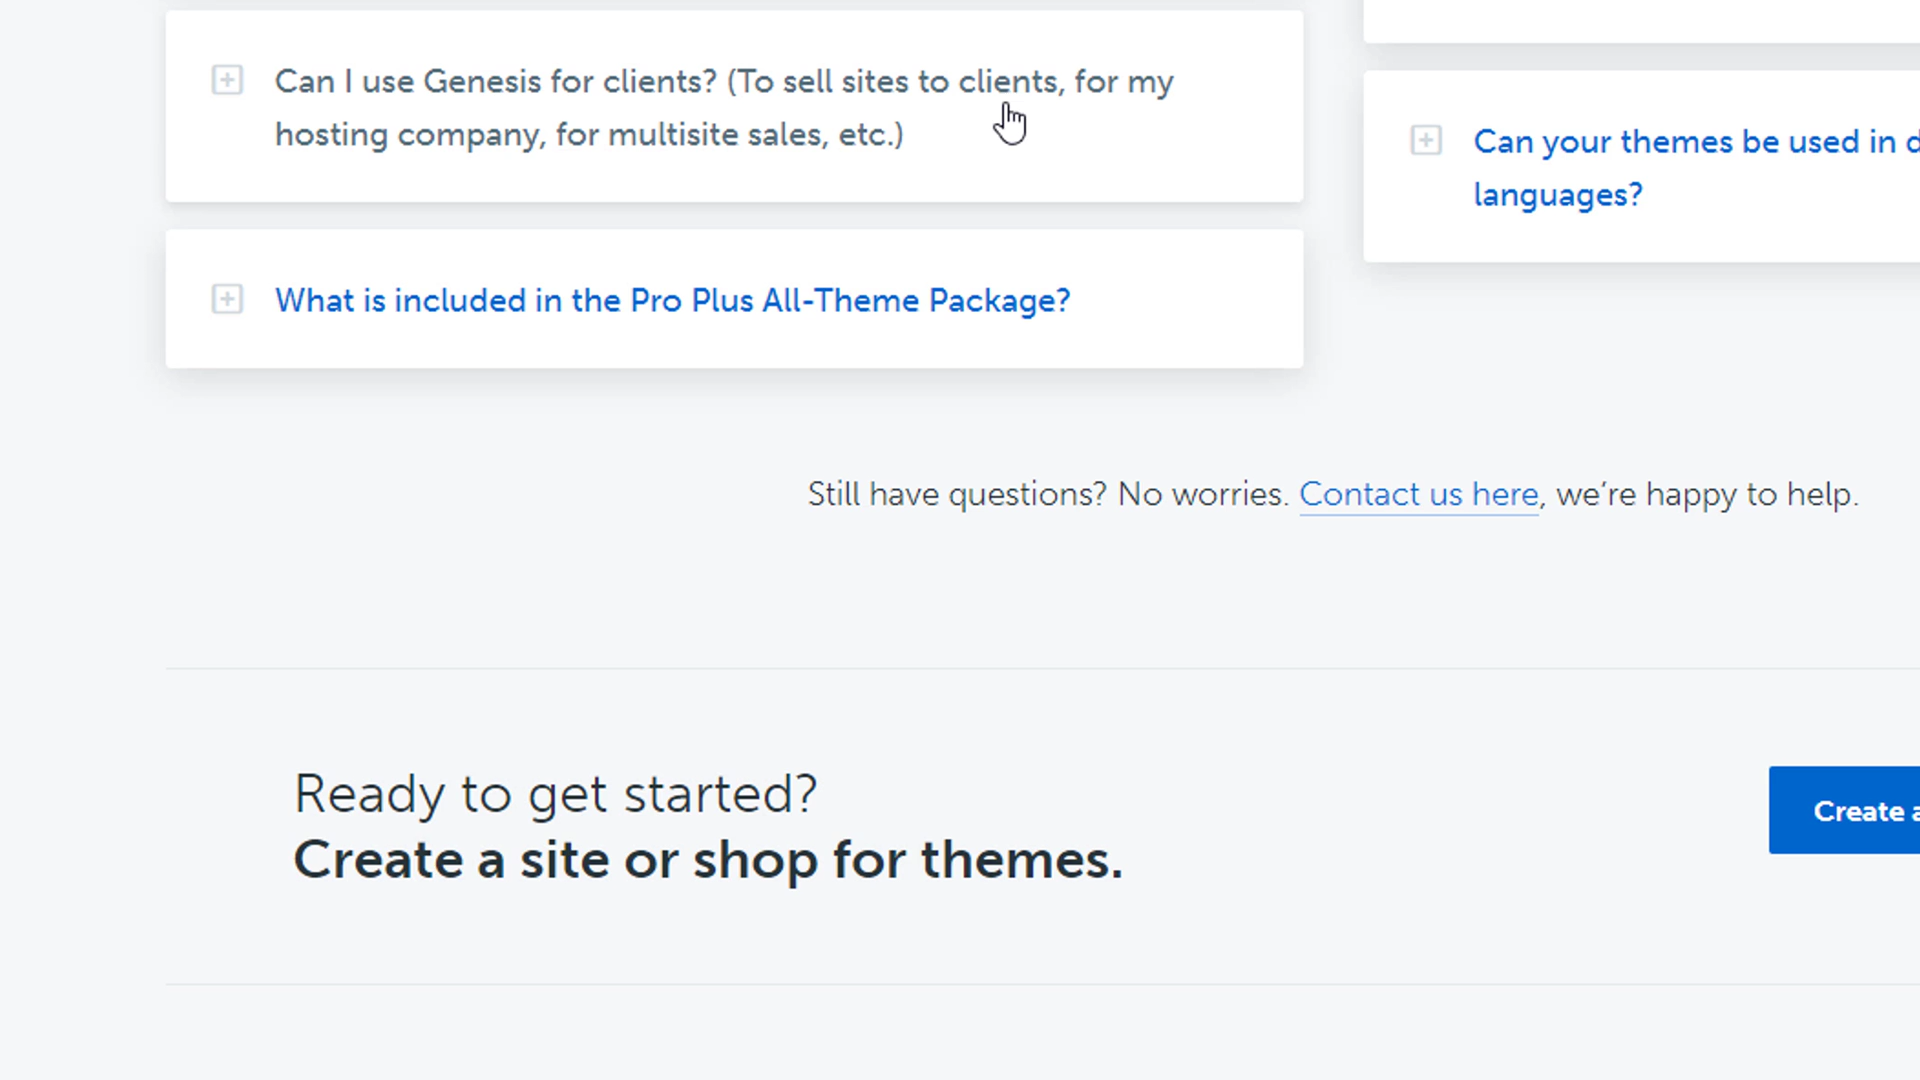 Can I use Genesis for clients? (To sell sites to clients, for my
hosting company, for multisite sales, etc.)
What is included in the Pro Plus All-Theme Package?
Can your themes be used in
languages?
Still have questions? No worries. Contact us here, we're happy to help.
Ready to get started?
Create a site or shop for themes.
Create